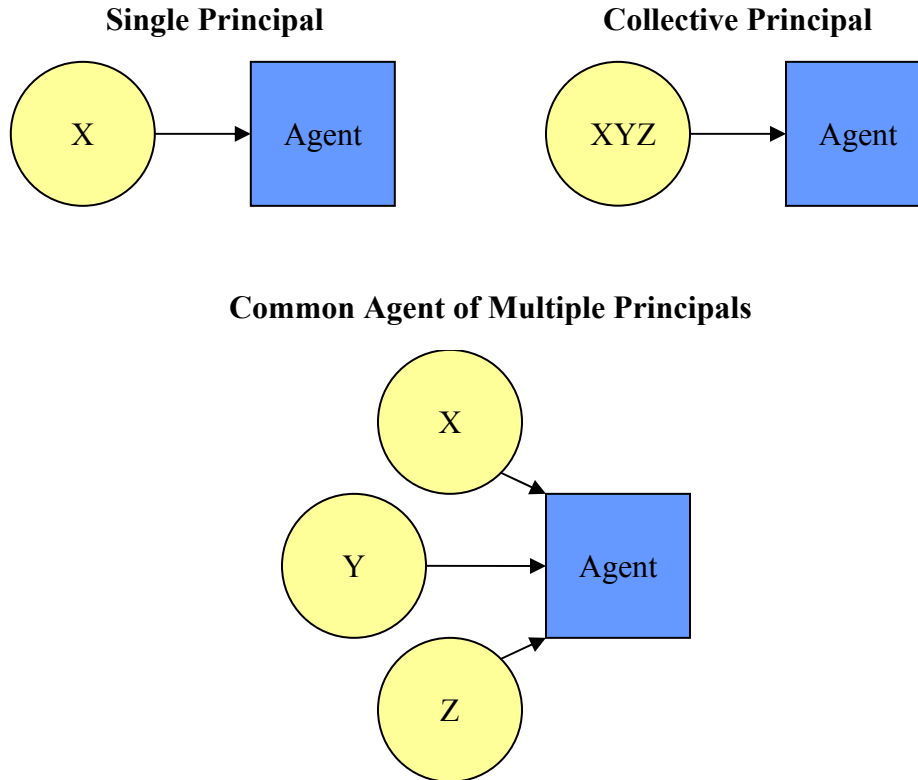 Single Principal
Collective Principal
X
Agent
XYZ
Agent
Common Agent of Multiple Principals
X
Y
Agent
Z